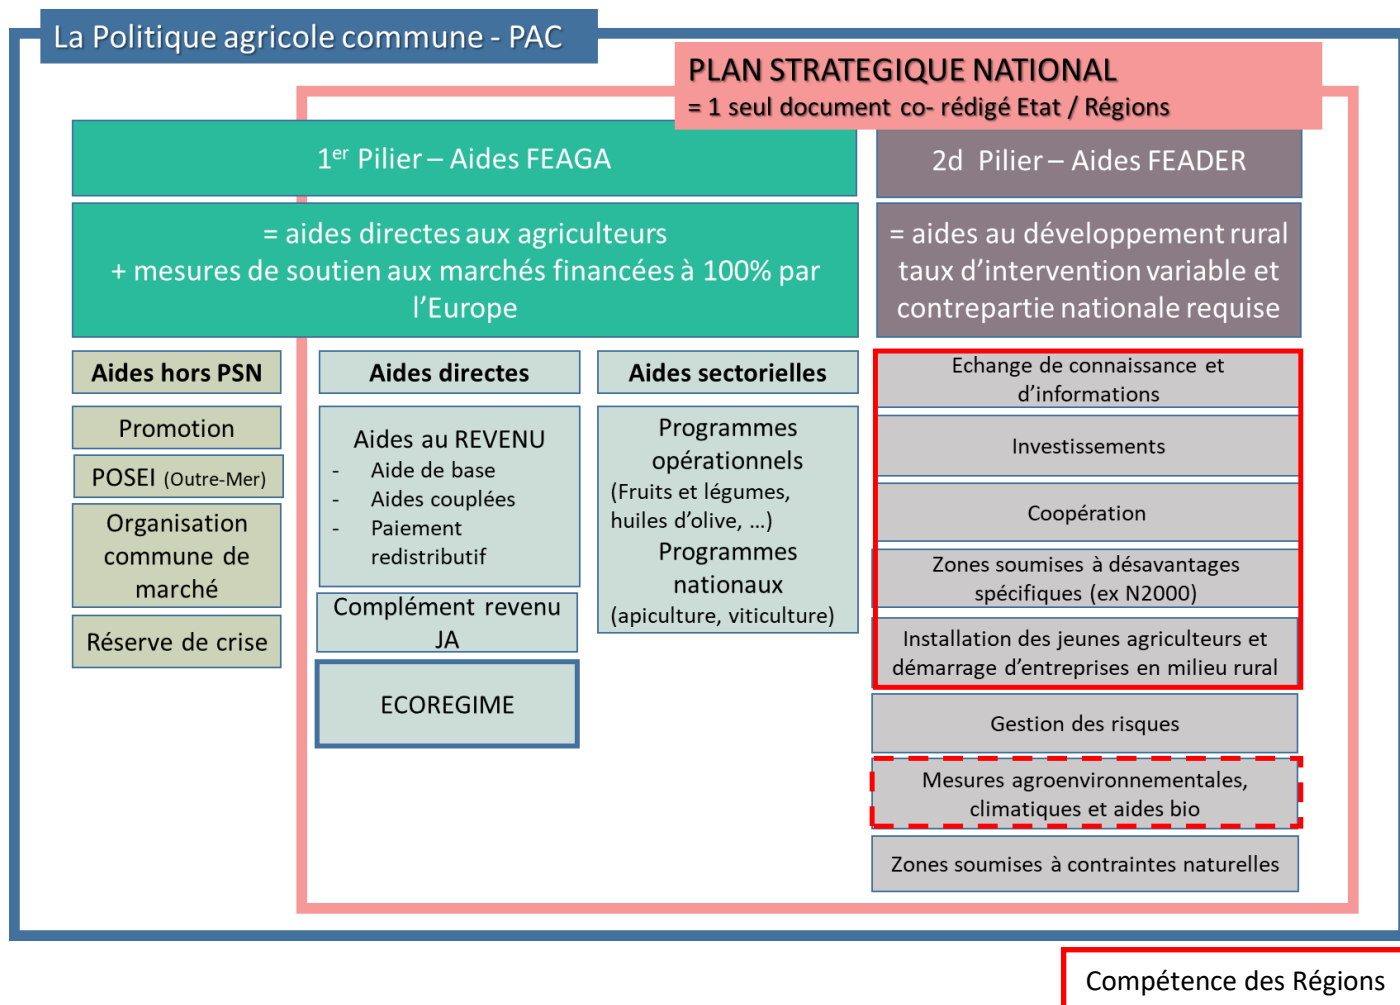 La Politique agricole commune - PAC
PLAN STRATEGIQUE NATIONAL
= 1 seul document co- rédigé Etat / Régions
1er Pilier – Aides FEAGA
= aides directes aux agriculteurs
+ mesures de soutien aux marchés financées à 100% par
l’Europe
2d Pilier – Aides FEADER
= aides au développement rural
taux d’intervention variable et
contrepartie nationale requise
Aides hors PSN
Promotion
POSEI (Outre-Mer)
Organisation
commune de
marché
Réserve de crise
Aides directes
Aides au REVENU
- Aide de base
- Aides couplées
- Paiement
redistributif
Complément revenu
JA
ECOREGIME
Aides sectorielles
Programmes
opérationnels
(Fruits et légumes,
huiles d’olive, …)
Programmes
nationaux
(apiculture, viticulture)
Echange de connaissance et
d’informations
Investissements
Coopération
Zones soumises à désavantages
spécifiques (ex N2000)
Installation des jeunes agriculteurs et
démarrage d’entreprises en milieu rural
Gestion des risques
Mesures agroenvironnementales,
climatiques et aides bio
Zones soumises à contraintes naturelles
Compétence des Régions